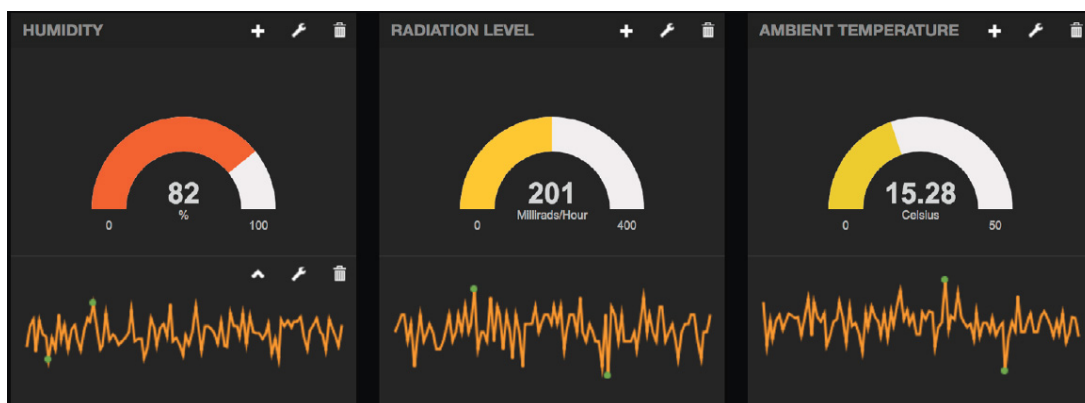 HUMIDITY
82
%
0
100
RADIATION LEVEL
201
Millirads/Hour
0
400
AMBIENT TEMPERATURE
15.28
Celsius
0
50